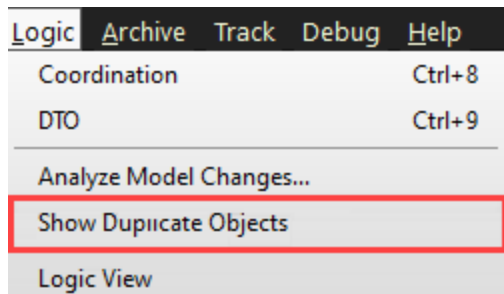 Logic Archive Track Debug Help
Coordination Ctrl+8
DTO Ctrl+9
Analyze Model Changes...
Show Duplicate Objects
Logic View